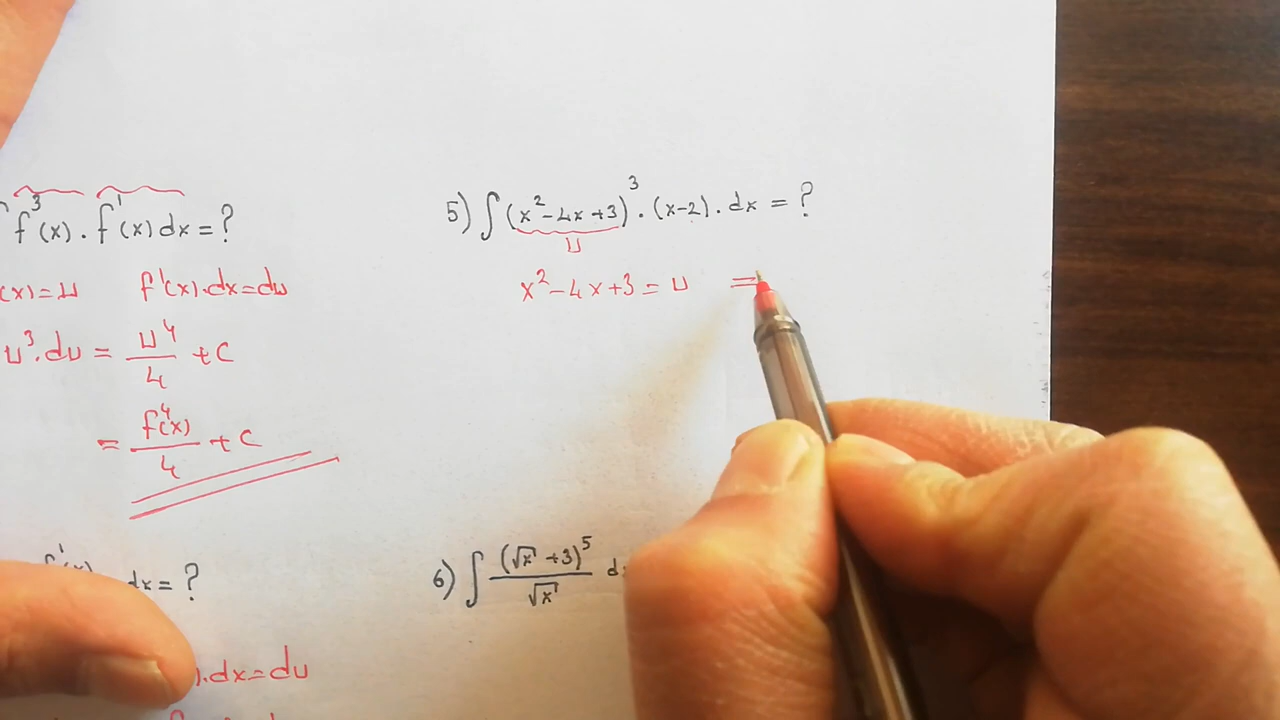 f³(x) . f'(x) dx = ?
(x) = u f'(x).dx = du
u³.du = u⁴/4 + c
= f⁴(x)/4 + c
dx = ?
).dx = du
5) ∫ (x²-4x+3)³ . (x-2) . dx = ?
u
x²-4x+3 = u =
6) ∫ (√x +3)⁵/√x d